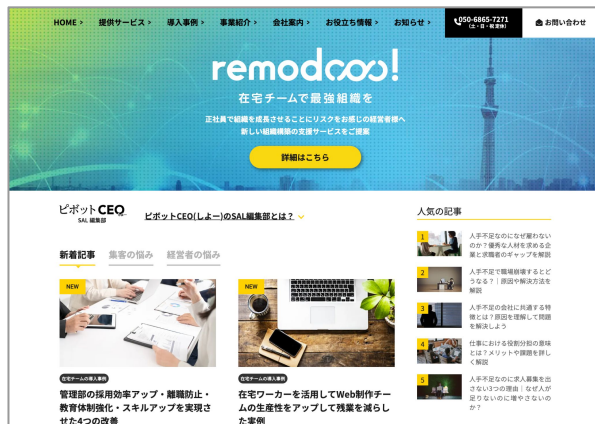 HOME >
提供サービス >
導入事例 >
事業紹介 >
会社案内 >
お役立ち情報 >
お知らせ >
050-6865-7271
(土・日・祝 定休)
お問い合わせ
remodooo!
在宅チームで最強組織を
正社員で組織を成長させることにリスクをお感じの経営者様へ
新しい組織構築の支援サービスをご提案
詳細はこちら
ピボットCEO
SAL 編集部
ピボットCEO(しよー)のSAL編集部とは？
新着記事
集客の悩み
経営者の悩み
NEW
在宅チームの導入事例
管理部の採用効率アップ・離職防止・
教育体制強化・スキルアップを実現さ
せた4つの改善
NEW
在宅チームの導入事例
在宅ワーカーを活用してWeb制作チー
ムの生産性をアップして残業を減らし
た実例
人気の記事
1
人手不足なのになぜ雇わない
のか？優秀な人材を求める企
業と求職者のギャップを解説
2
人手不足で職場崩壊するとど
うなる？｜原因や解決方法を
解説
3
人手不足の会社に共通する特
徴とは？原因を理解して問題
を解決しよう
4
仕事における役割分担の意味
とは？メリットや課題を詳し
く解説
5
人手不足なのに求人募集を出
さない3つの理由｜なぜ人が
足りないのに増やさないの
か？